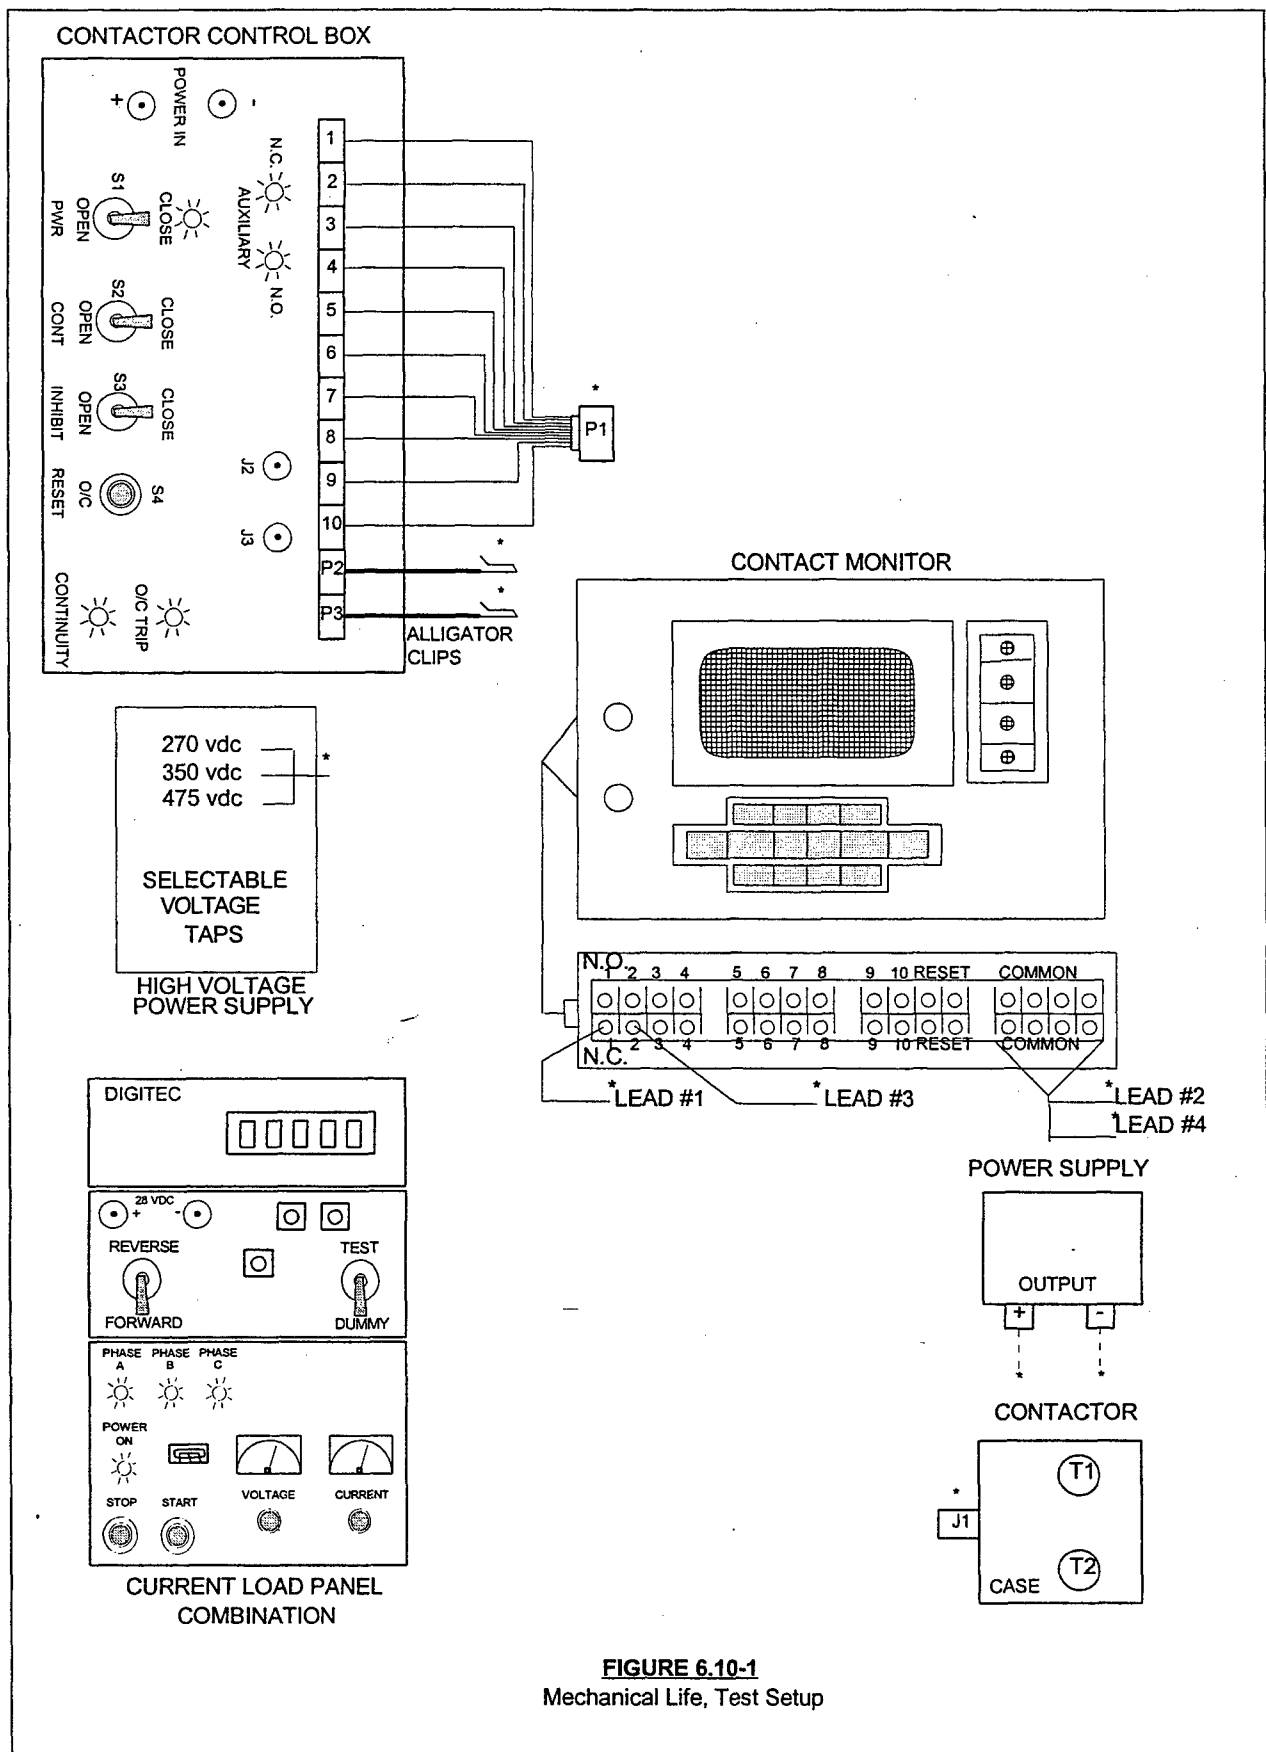 CONTACTOR CONTROL BOX
+ POWER IN -
N.C.
AUXILIARY
N.O.
S1
CLOSE
OPEN
PWR
S2
CLOSE
OPEN
CONT
S3
CLOSE
OPEN
INHIBIT
S4
O/C
RESET
J2
J3
O/C TRIP
CONTINUITY
1
2
3
4
5
6
7
8
9
10
P2
P3
*
P1
*
*
ALLIGATOR
CLIPS
CONTACT MONITOR
270 vdc
350 vdc
475 vdc
*
SELECTABLE
VOLTAGE
TAPS
HIGH VOLTAGE
POWER SUPPLY
N.O.
1 2 3 4 5 6 7 8 9 10 RESET COMMON
1 2 3 4 5 6 7 8 9 10 RESET COMMON
N.C.
*LEAD #1
*LEAD #3
*LEAD #2
*LEAD #4
DIGITEC
28 VDC
+ -
REVERSE
FORWARD
TEST
DUMMY
PHASE A
PHASE B
PHASE C
POWER
ON
STOP
START
VOLTAGE
CURRENT
CURRENT LOAD PANEL
COMBINATION
POWER SUPPLY
OUTPUT
+ -
* *
CONTACTOR
*
J1
T1
T2
CASE
FIGURE 6.10-1
Mechanical Life, Test Setup